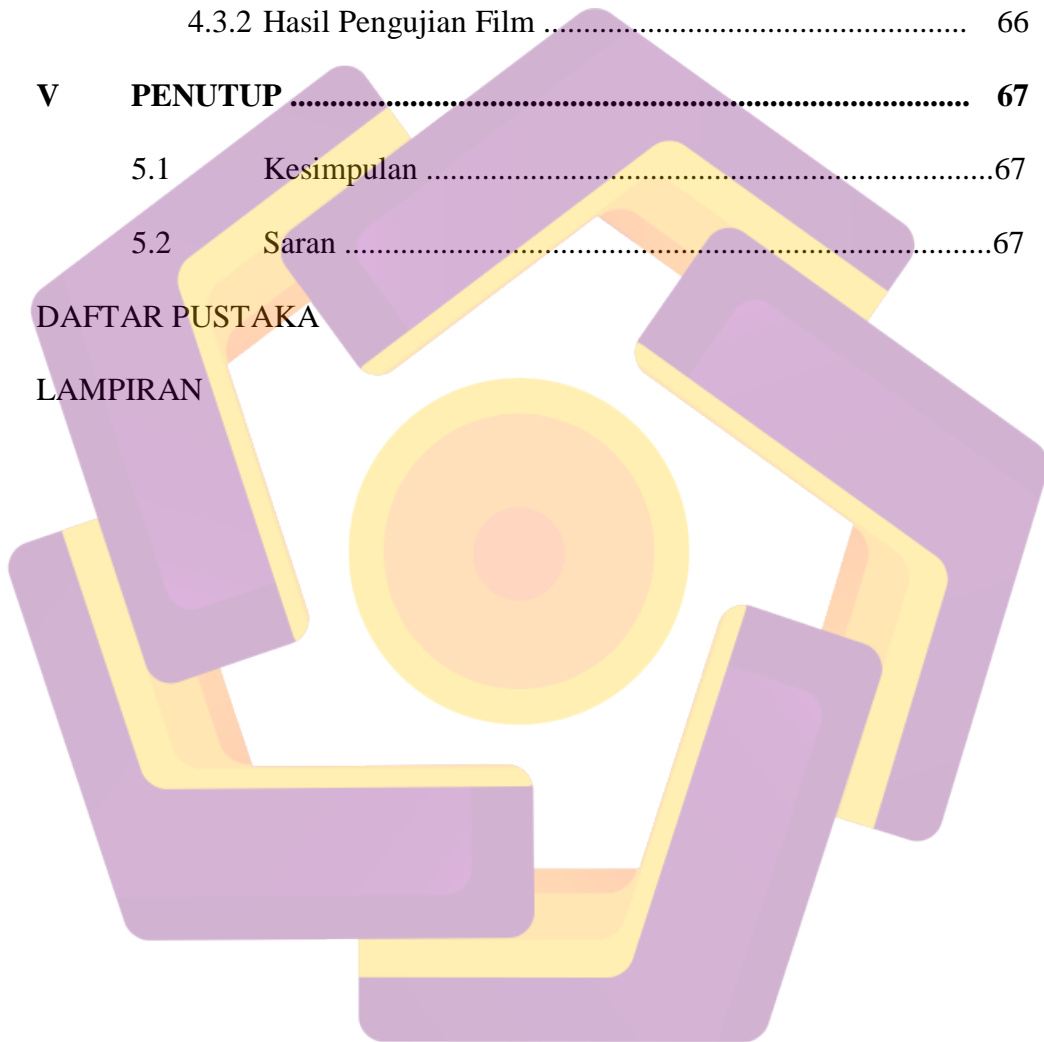 4.3.2 Hasil Pengujian Film ................................................ 66
V PENUTUP ........................................................................ 67
5.1 Kesimpulan ................................................................67
5.2 Saran .........................................................................67
DAFTAR PUSTAKA
LAMPIRAN